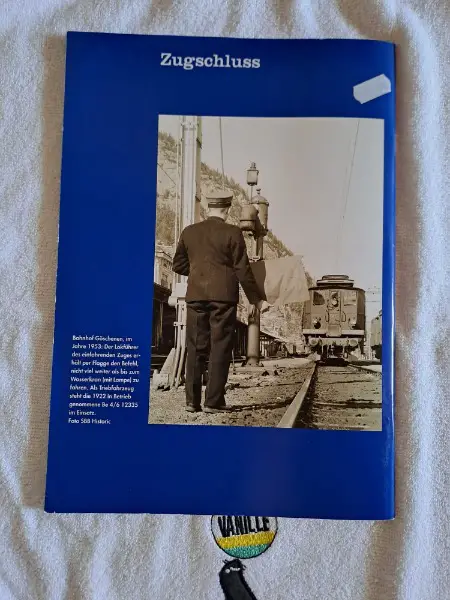 Zugschluss
Bahnhof Göschenen, im
Jahre 1953: Der Lokführer
des einfahrenden Zuges er-
hält per Flagge den Befehl,
nicht viel weiter als bis zum
Wasserkran (mit Lampe) zu
fahren. Als Triebfahrzeug
steht die 1922 in Betrieb
genommene Be 4/6 12335
im Einsatz.
Foto SBB Historic
VANILLE